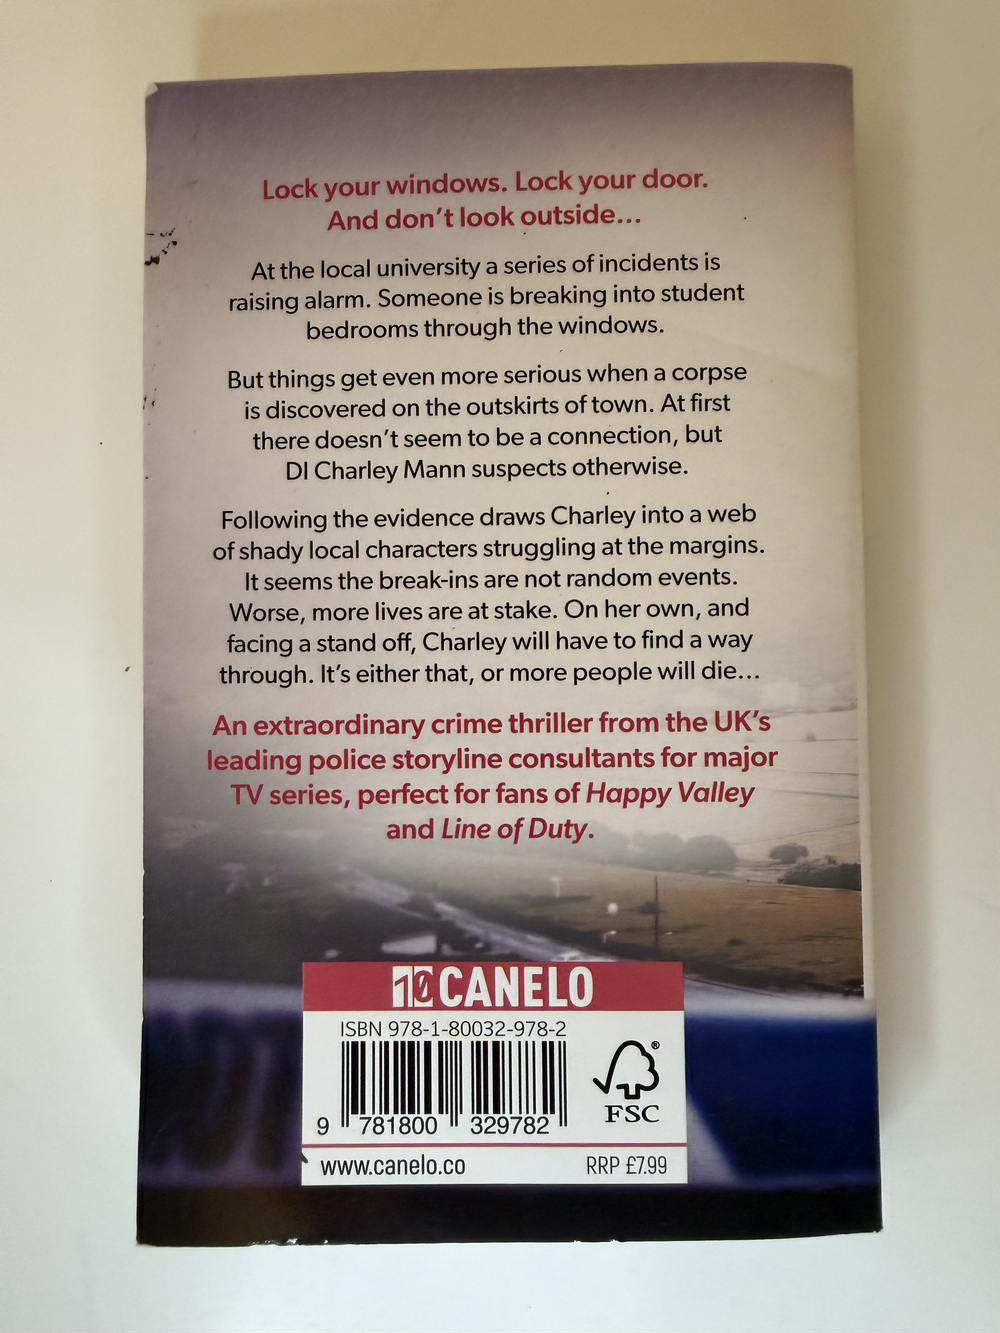 Lock your windows. Lock your door.
And don't look outside...
At the local university a series of incidents is
raising alarm. Someone is breaking into student
bedrooms through the windows.
But things get even more serious when a corpse
is discovered on the outskirts of town. At first
there doesn't seem to be a connection, but
DI Charley Mann suspects otherwise.
Following the evidence draws Charley into a web
of shady local characters struggling at the margins.
It seems the break-ins are not random events.
Worse, more lives are at stake. On her own, and
facing a stand off, Charley will have to find a way
through. It's either that, or more people will die...
An extraordinary crime thriller from the UK's
leading police storyline consultants for major
TV series, perfect for fans of Happy Valley
and Line of Duty.
10 CANELO
ISBN 978-1-80032-978-2
9 781800 329782
® FSC
www.canelo.co
RRP £7.99